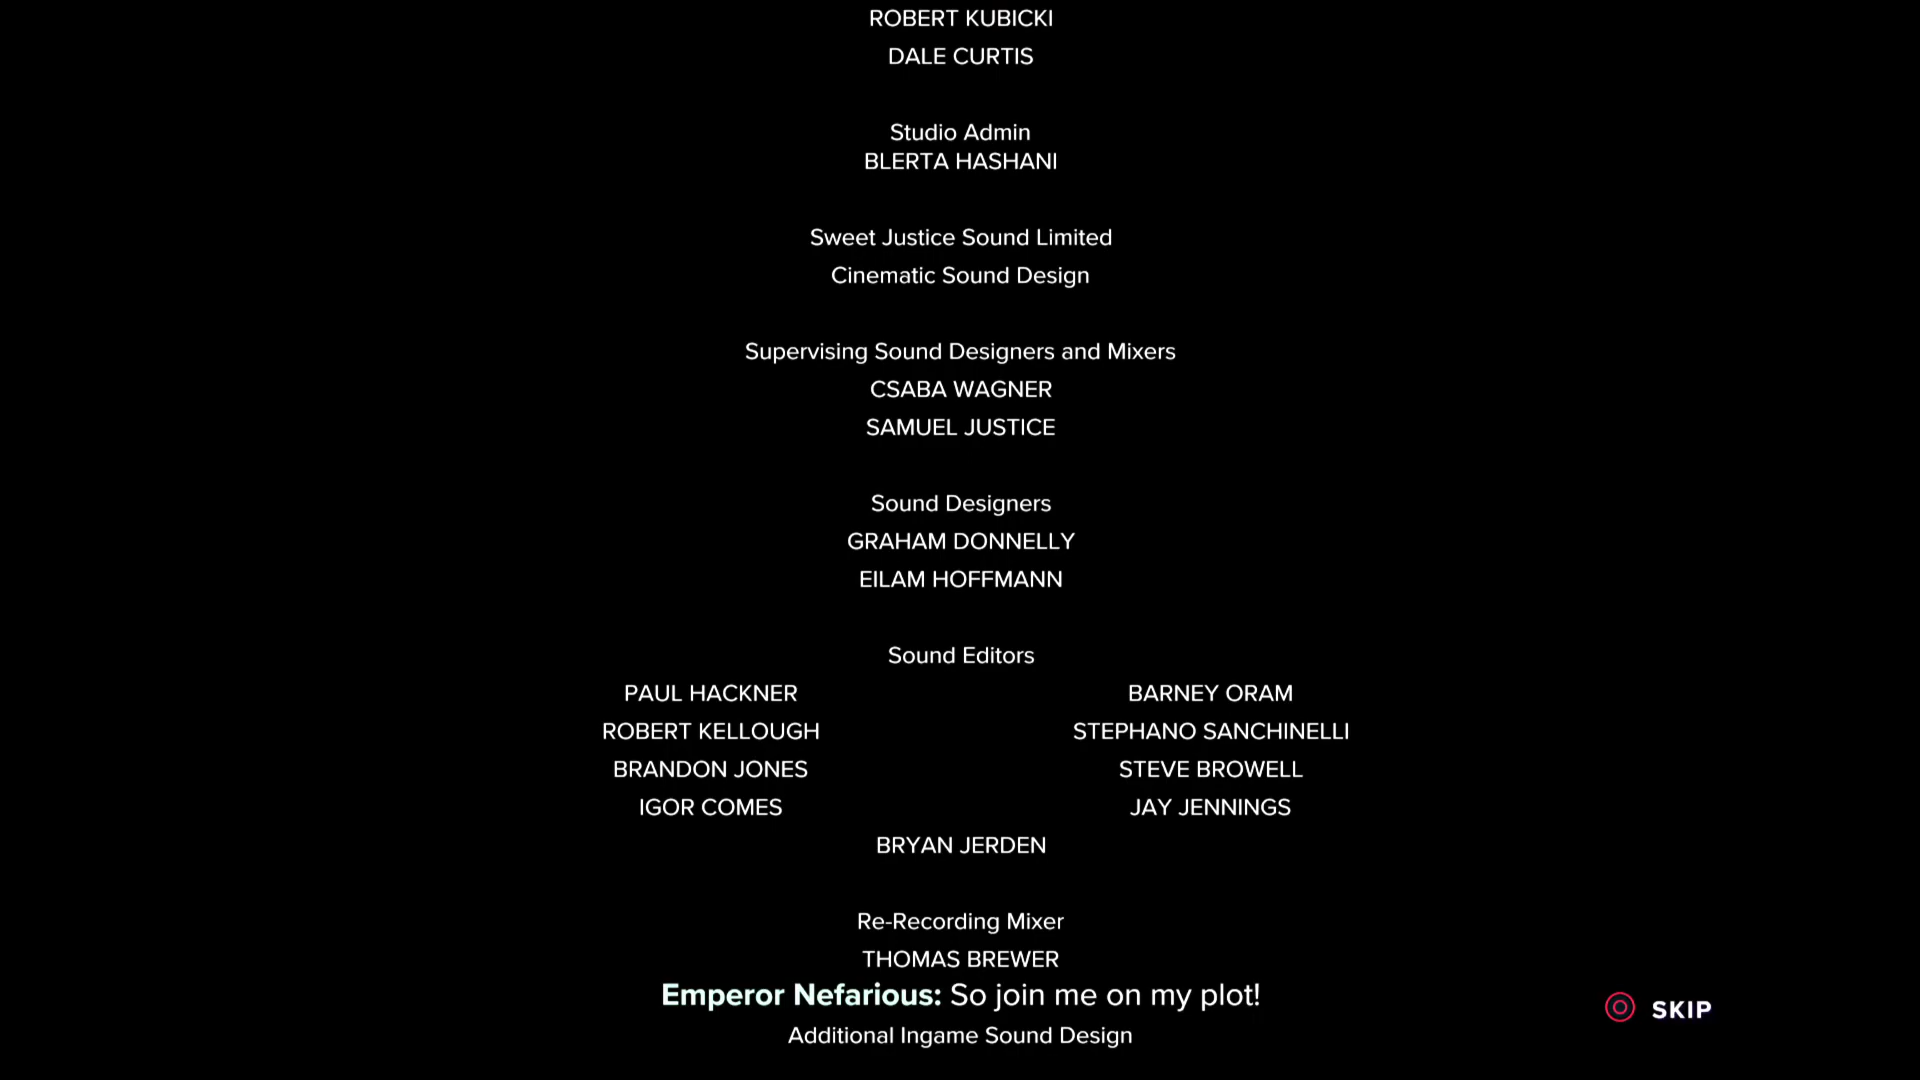 ROBERT KUBICKI
DALE CURTIS
Studio Admin
BLERTA HASHANI
Sweet Justice Sound Limited
Cinematic Sound Design
Supervising Sound Designers and Mixers
CSABA WAGNER
SAMUEL JUSTICE
Sound Designers
GRAHAM DONNELLY
EILAM HOFFMANN
Sound Editors
PAUL HACKNER BARNEY ORAM
ROBERT KELLOUGH STEPHANO SANCHINELLI
BRANDON JONES STEVE BROWELL
IGOR COMES JAY JENNINGS
BRYAN JERDEN
Re-Recording Mixer
THOMAS BREWER
Emperor Nefarious: So join me on my plot!
SKIP
Additional Ingame Sound Design